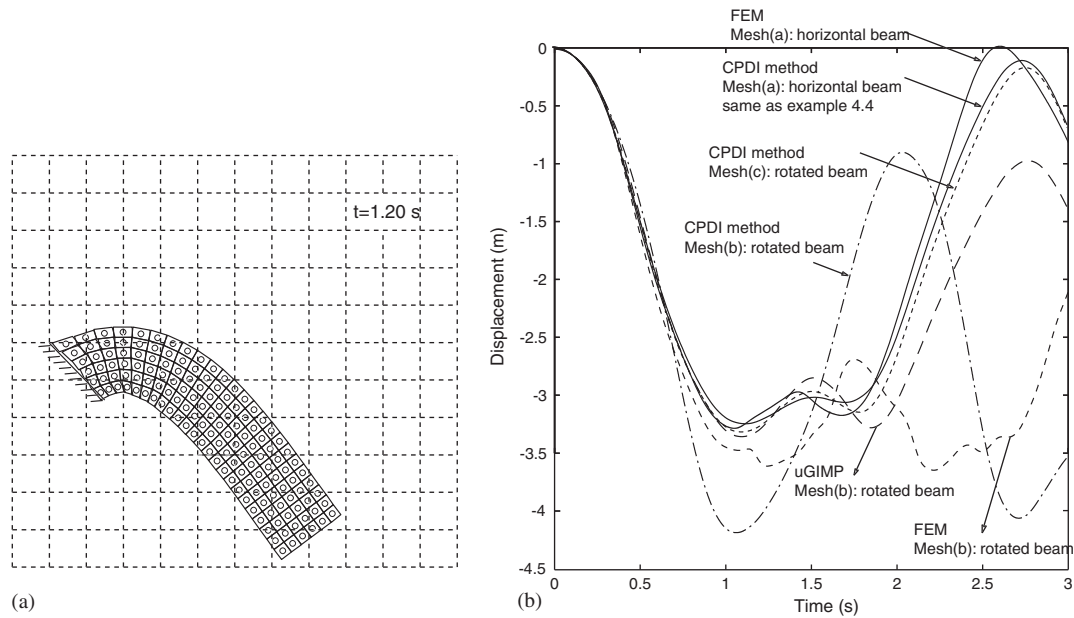 t=1.20 s
(a)
FEM
Mesh(a): horizontal beam
CPDI method
Mesh(a): horizontal beam
same as example 4.4
CPDI method
Mesh(c): rotated beam
CPDI method
Mesh(b): rotated beam
uGIMP
Mesh(b): rotated beam
FEM
Mesh(b): rotated beam
Displacement (m)
0
-0.5
-1
-1.5
-2
-2.5
-3
-3.5
-4
-4.5
0
0.5
1
1.5
2
2.5
3
Time (s)
(b)